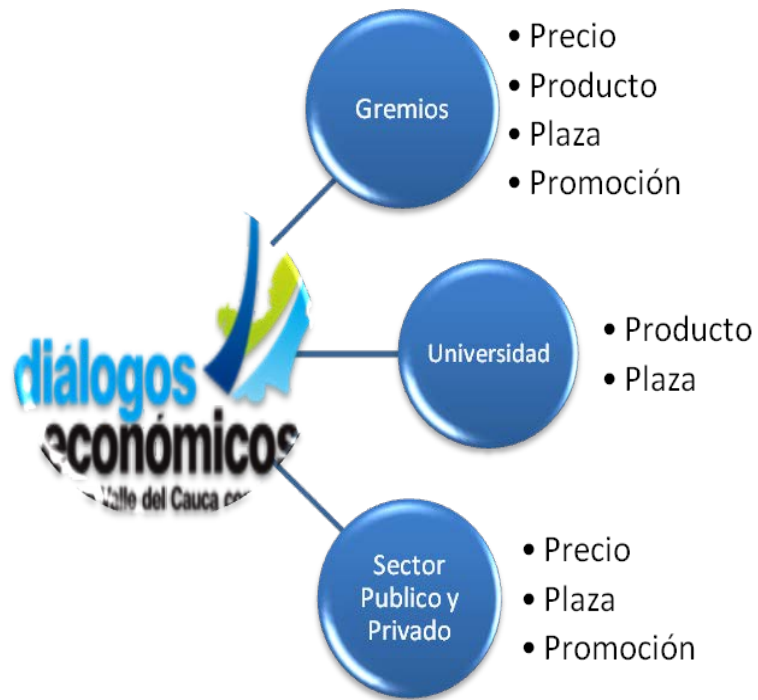 Gremios
• Precio
• Producto
• Plaza
• Promoción
diálogos
económicos
Valle del Cauca
Universidad
• Producto
• Plaza
Sector
Publico y
Privado
• Precio
• Plaza
• Promoción